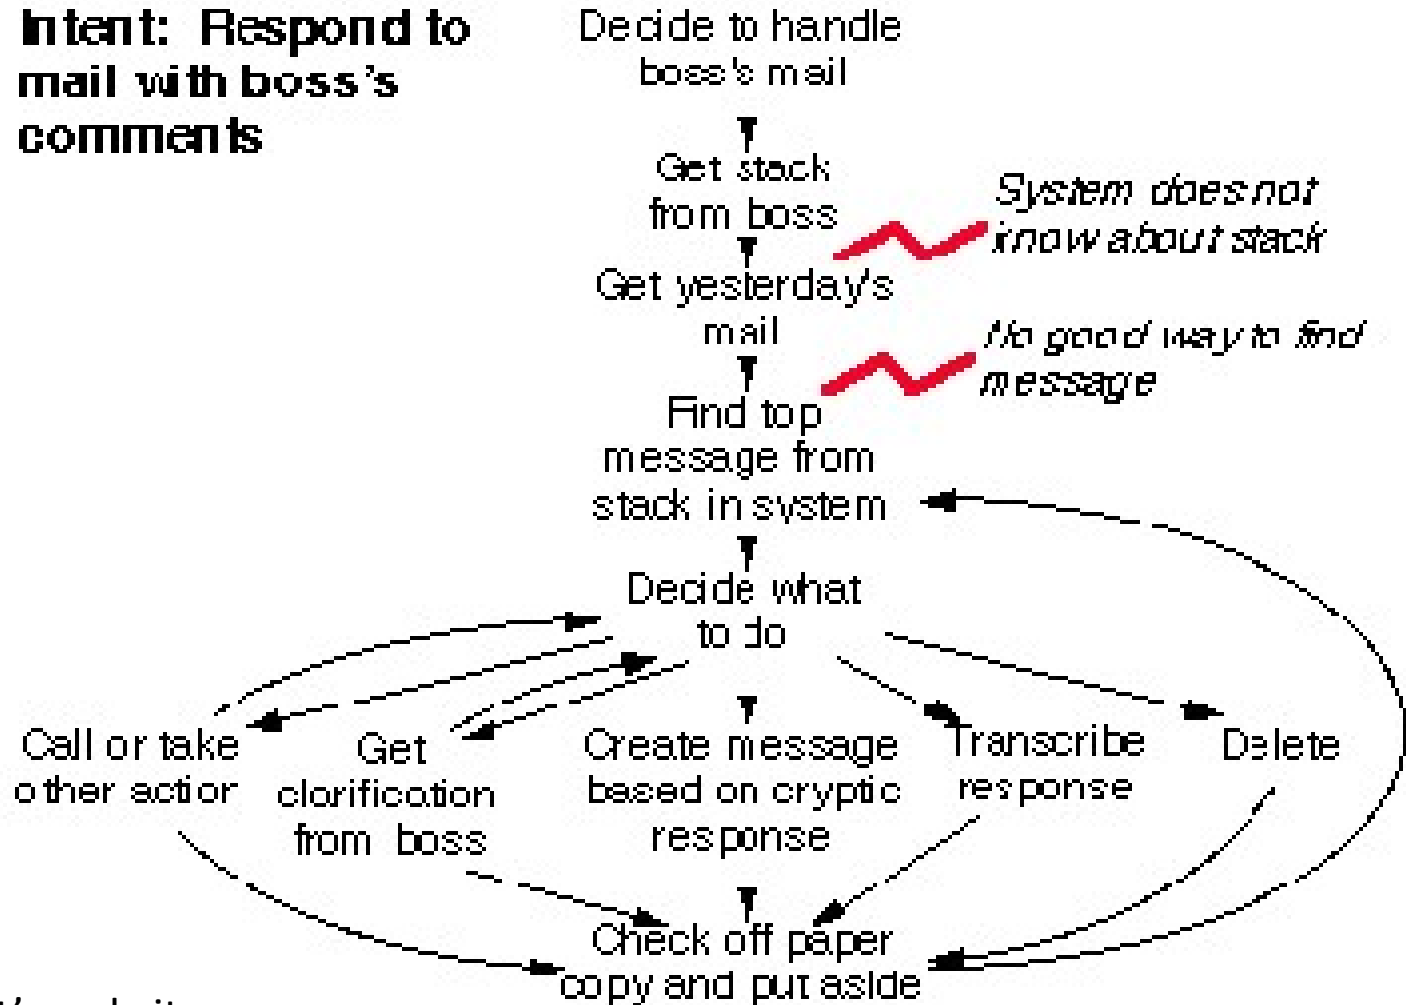 Intent: Respond to
mail with boss's
comments
Decide to handle
boss's mail
Get stack
from boss
System does not
know about stack
Get yesterday's
mail
No good way to find
message
Find top
message from
stack in system
Decide what
to do
Call or take
other action
Get
clarification
from boss
Create message
based on cryptic
response
Transcribe
response
Delete
Check off paper
copy and put aside